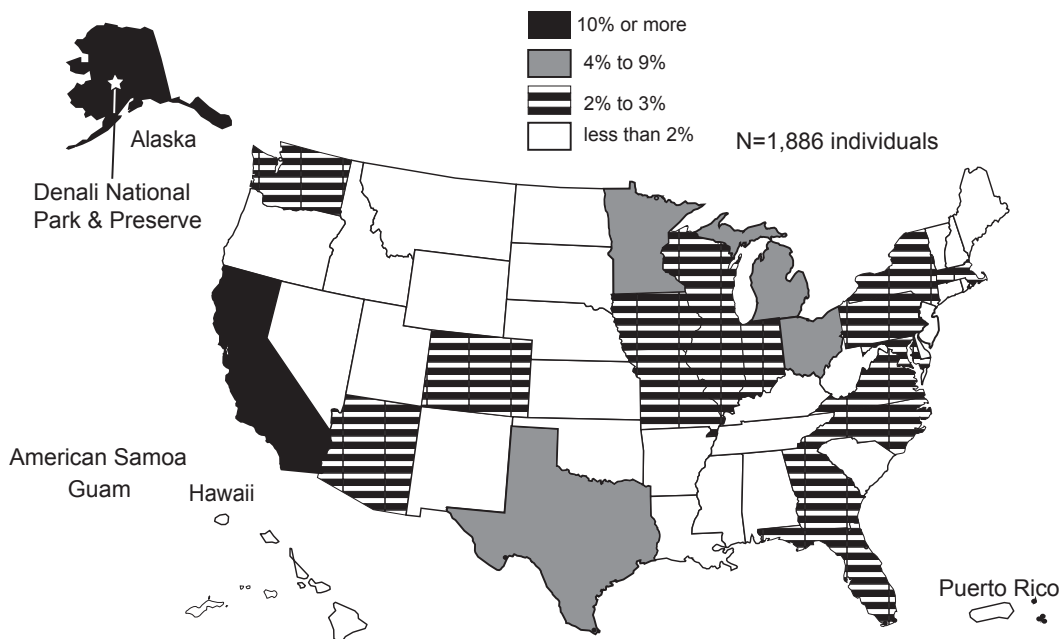 10% or more
4% to 9%
2% to 3%
less than 2%
N=1,886 individuals
Alaska
Denali National
Park & Preserve
American Samoa
Guam
Hawaii
Puerto Rico